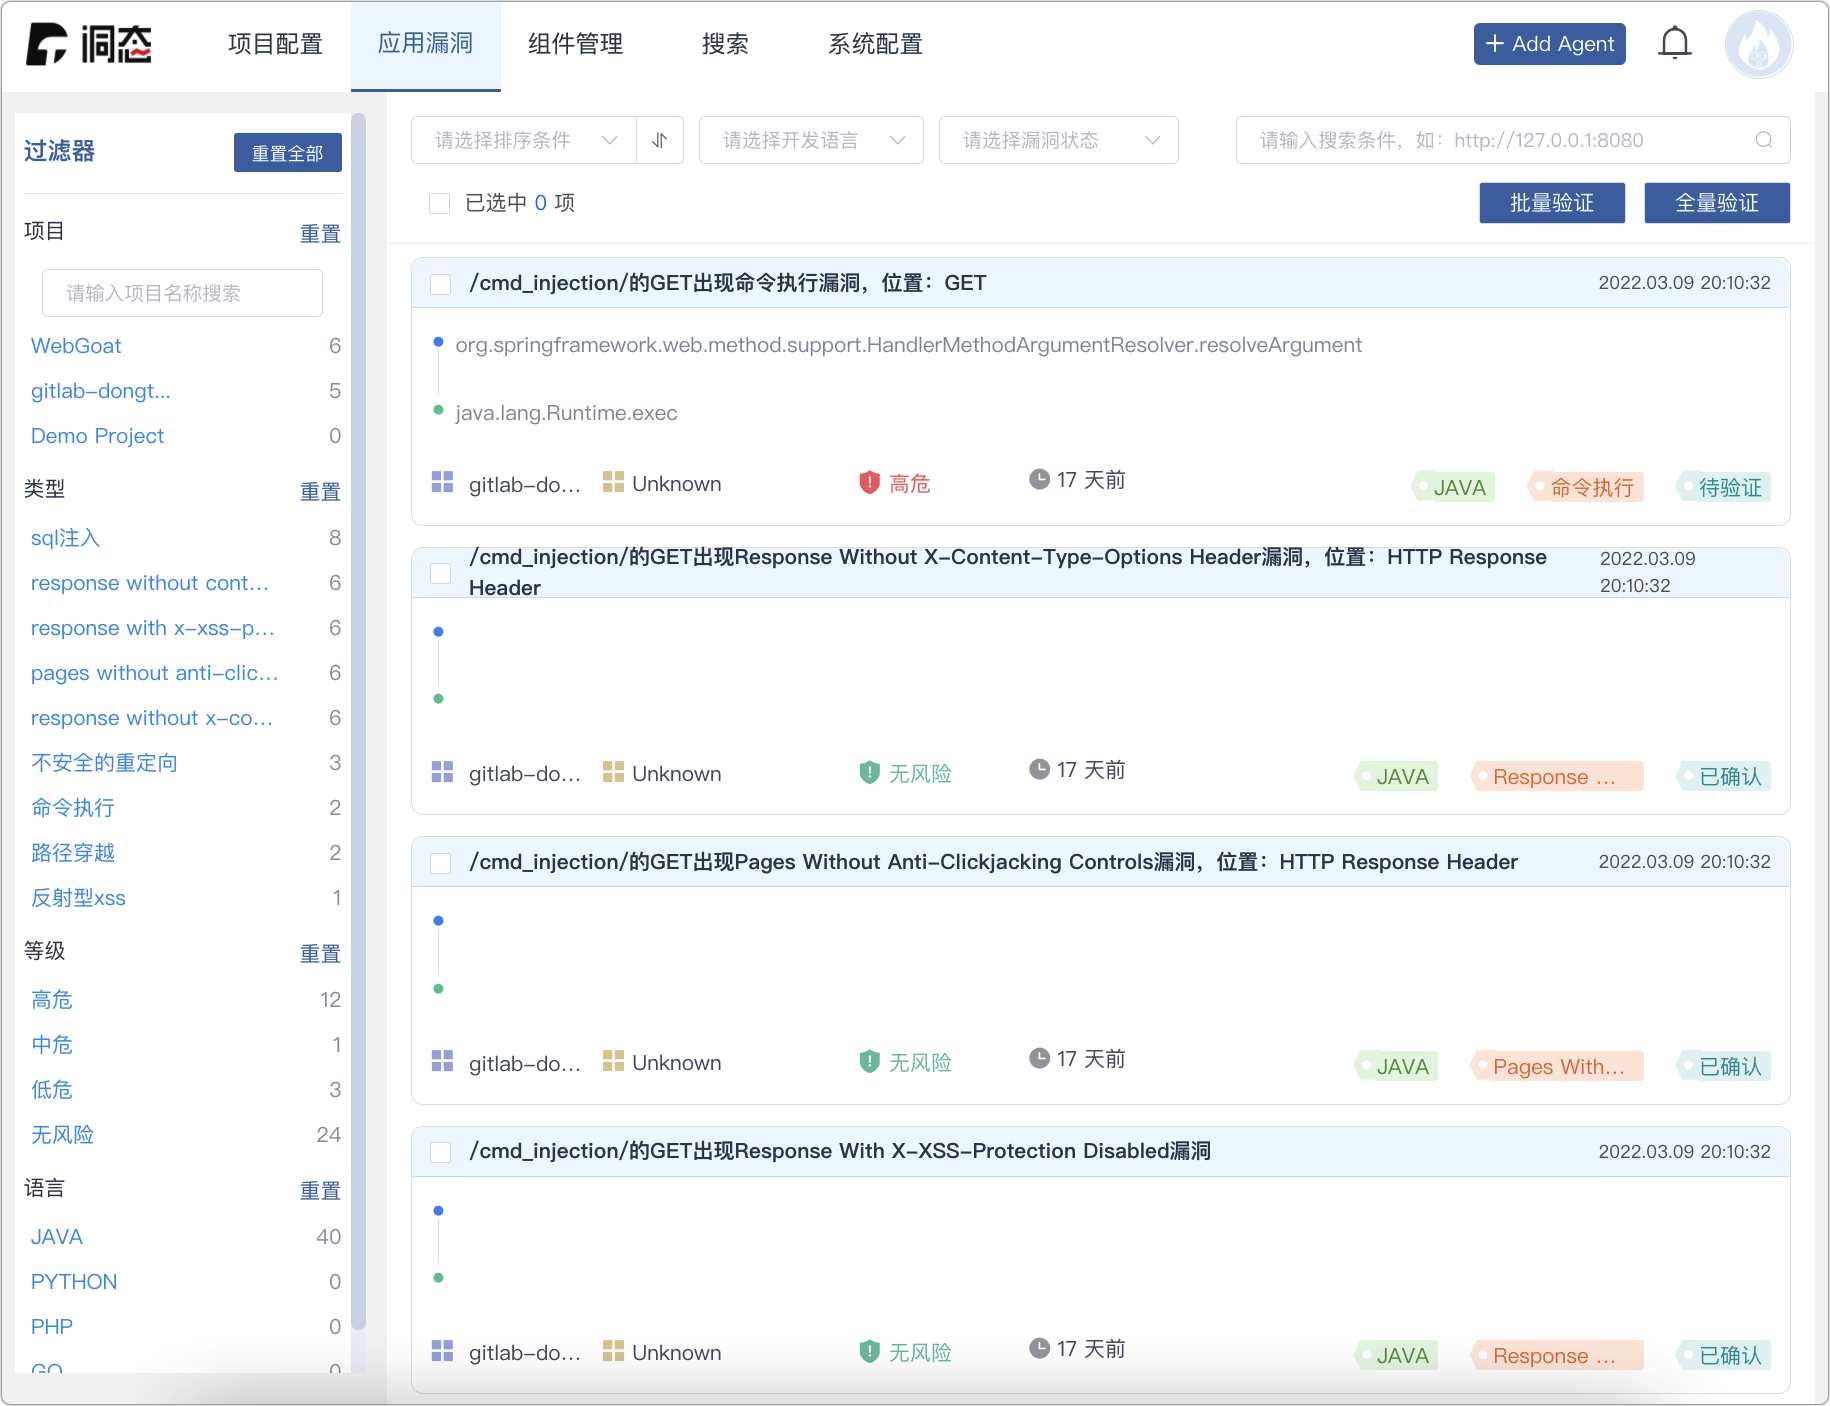 洞态
项目配置
应用漏洞
组件管理
搜索
系统配置
+ Add Agent
过滤器
重置全部
项目
重置
请输入项目名称搜索
WebGoat 6
gitlab-dongt... 5
Demo Project 0
类型
重置
sql注入 8
response without cont... 6
response with x-xss-p... 6
pages without anti-clic... 6
response without x-co... 6
不安全的重定向 3
命令执行 2
路径穿越 2
反射型xss 1
等级
重置
高危 12
中危 1
低危 3
无风险 24
语言
重置
JAVA 40
PYTHON 0
PHP 0
GO 0
请选择排序条件
请选择开发语言
请选择漏洞状态
请输入搜索条件，如：http://127.0.0.1:8080
已选中 0 项
批量验证
全量验证
/cmd_injection/的GET出现命令执行漏洞，位置：GET
2022.03.09 20:10:32
org.springframework.web.method.support.HandlerMethodArgumentResolver.resolveArgument
java.lang.Runtime.exec
gitlab-do...
Unknown
高危
17 天前
JAVA
命令执行
待验证
/cmd_injection/的GET出现Response Without X-Content-Type-Options Header漏洞，位置：HTTP Response
Header
2022.03.09
20:10:32
gitlab-do...
Unknown
无风险
17 天前
JAVA
Response ...
已确认
/cmd_injection/的GET出现Pages Without Anti-Clickjacking Controls漏洞，位置：HTTP Response Header
2022.03.09 20:10:32
gitlab-do...
Unknown
无风险
17 天前
JAVA
Pages With...
已确认
/cmd_injection/的GET出现Response With X-XSS-Protection Disabled漏洞
2022.03.09 20:10:32
gitlab-do...
Unknown
无风险
17 天前
JAVA
Response ...
已确认